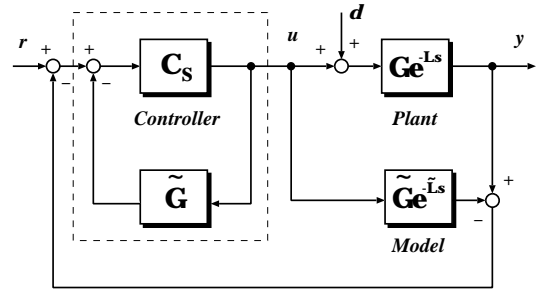 d
r + + u + + y
− − C_S Ge^-Ls
Controller Plant
G̃ G̃e^-L̃s + −
Model